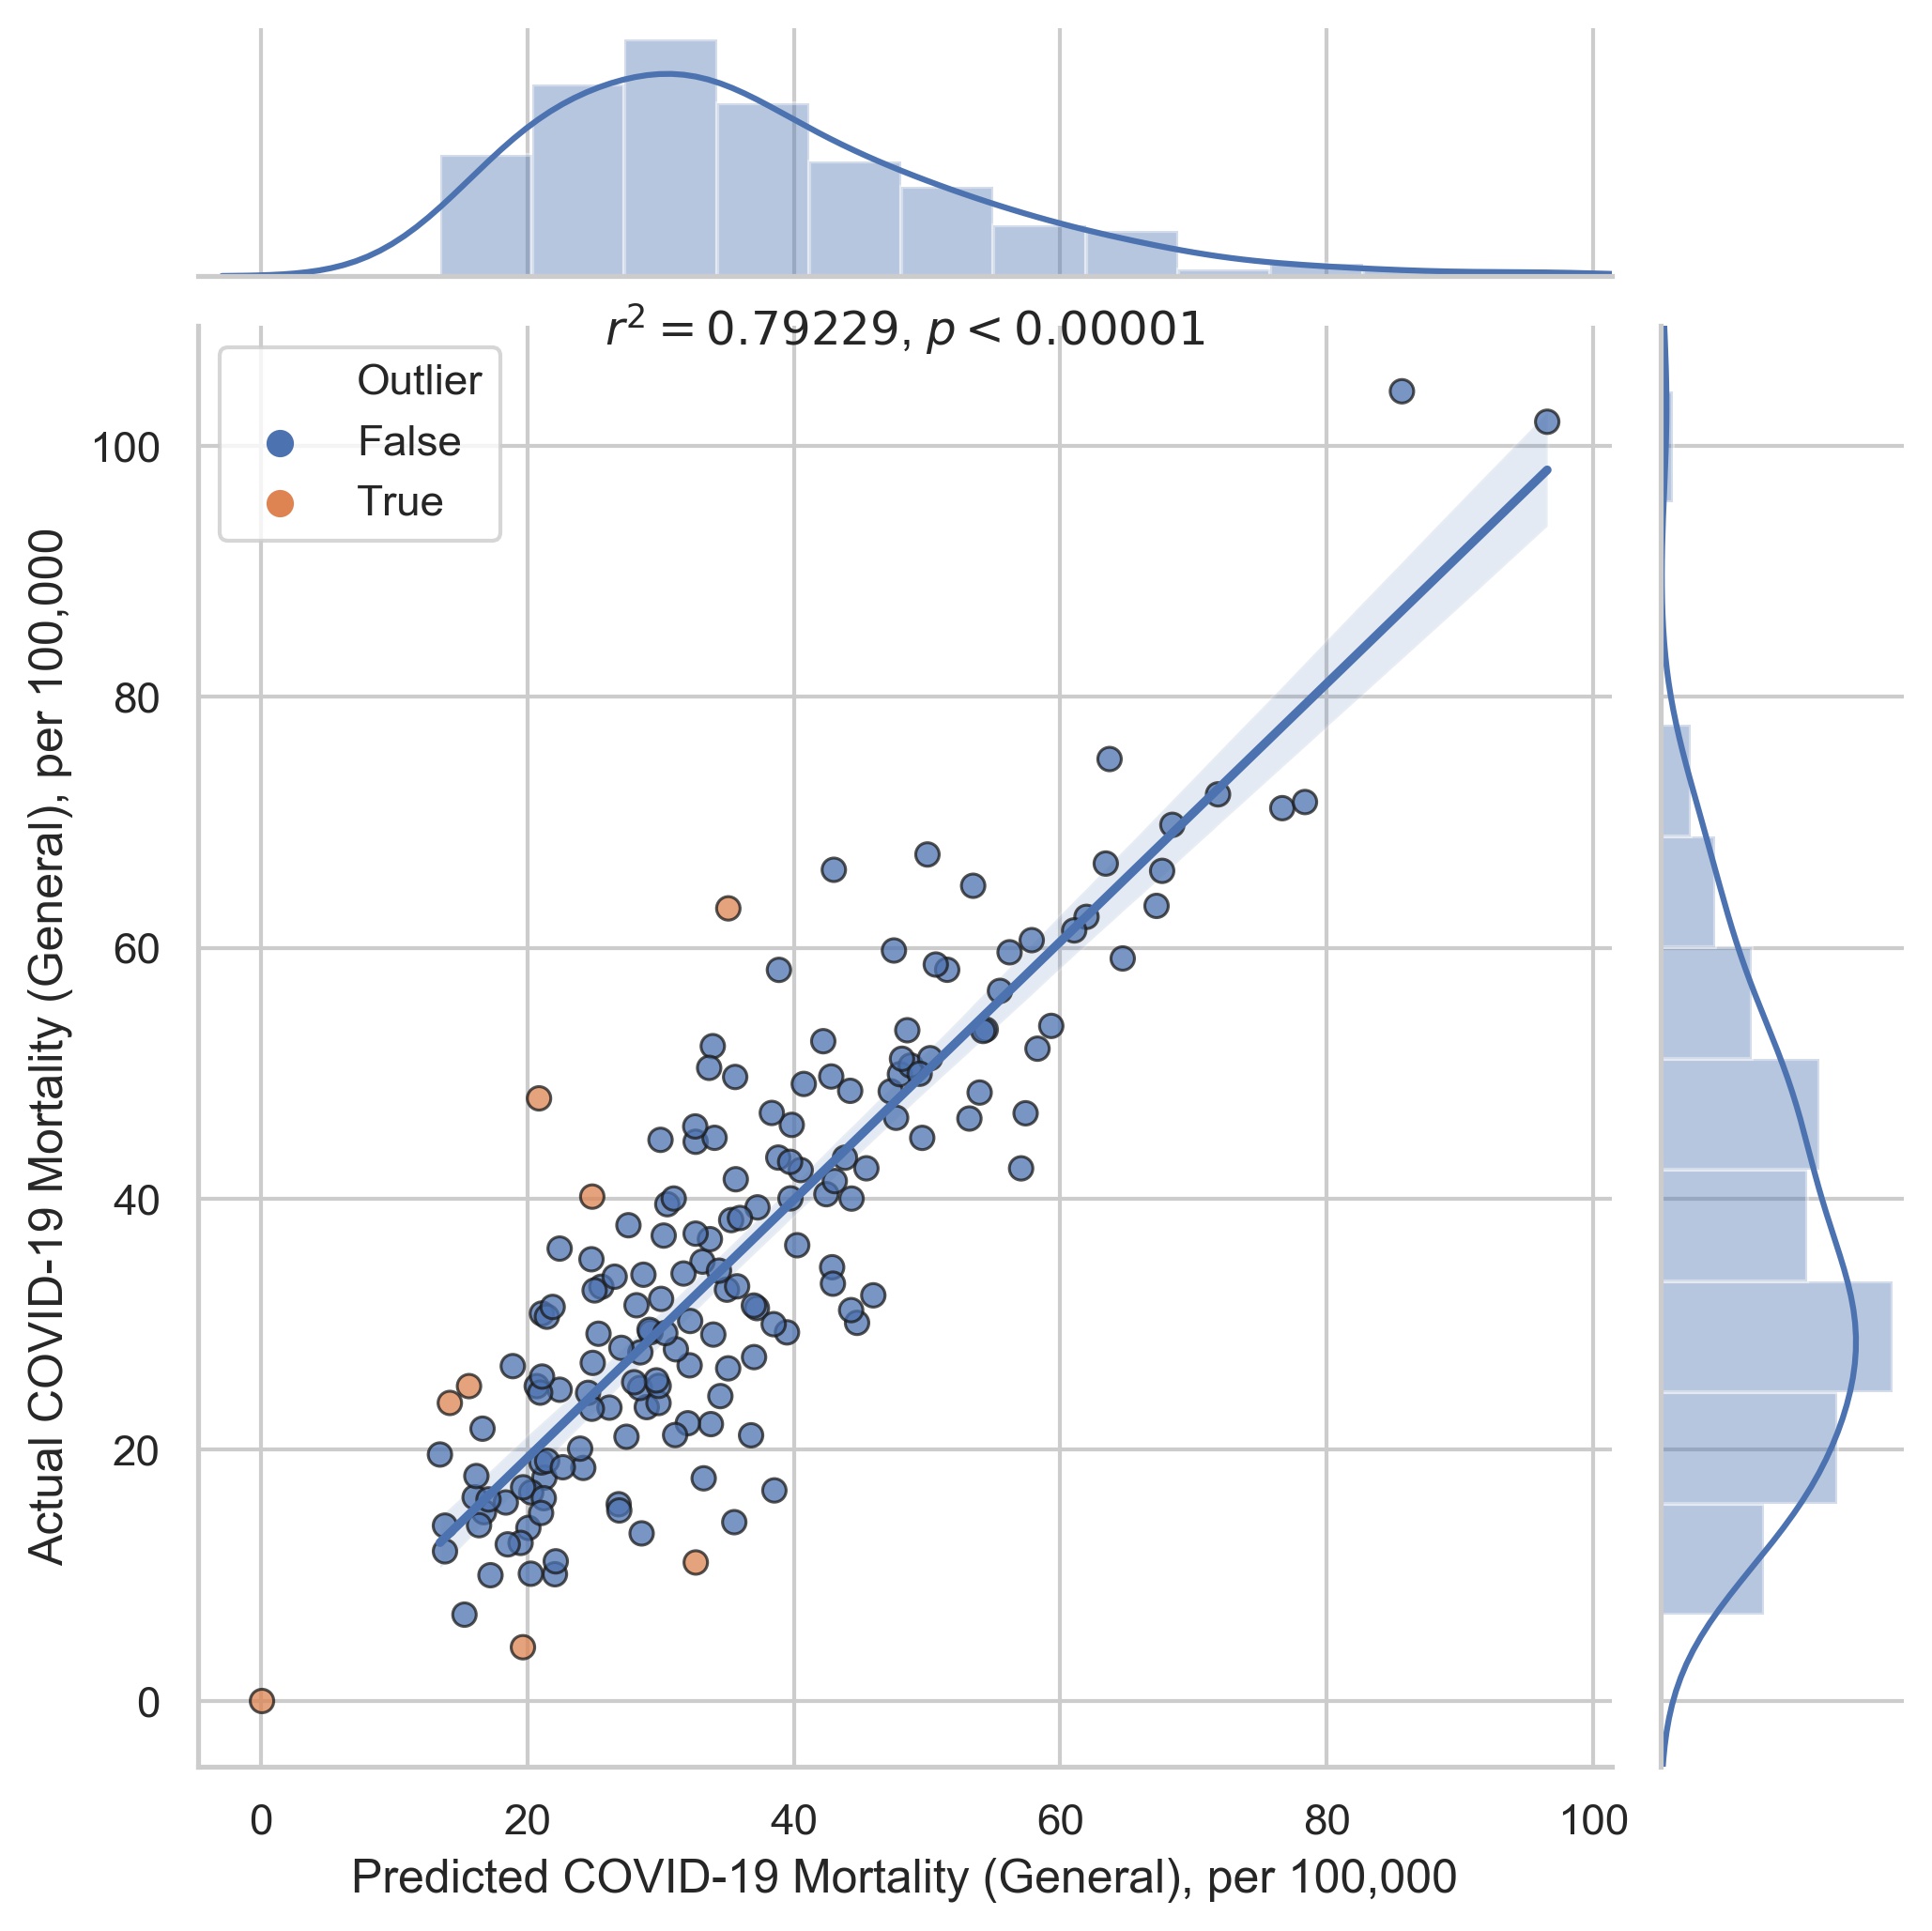 r² = 0.79229, p < 0.00001
Outlier
False
True
Actual COVID-19 Mortality (General), per 100,000
100
80
60
40
20
0
0 20 40 60 80 100
Predicted COVID-19 Mortality (General), per 100,000